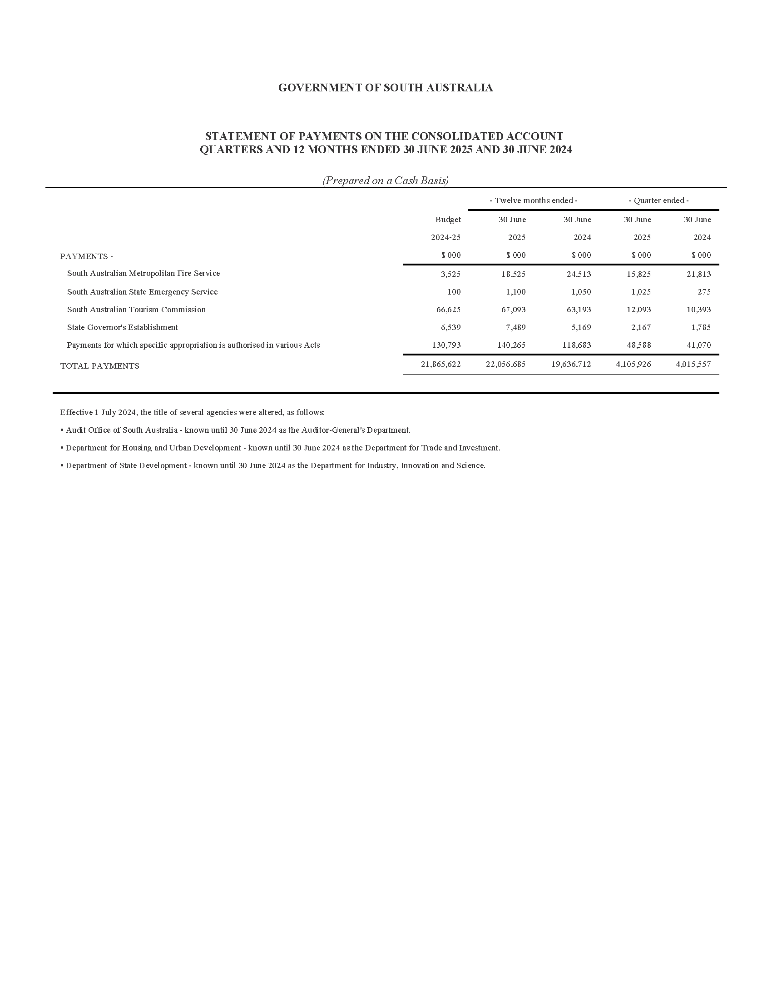 GOVERNMENT OF SOUTH AUSTRALIA
STATEMENT OF PAYMENTS ON THE CONSOLIDATED ACCOUNT
QUARTERS AND 12 MONTHS ENDED 30 JUNE 2025 AND 30 JUNE 2024
(Prepared on a Cash Basis)
- Twelve months ended - - Quarter ended -
Budget 30 June 30 June 30 June 30 June
2024-25 2025 2024 2025 2024
PAYMENTS - $ 000 $ 000 $ 000 $ 000 $ 000
South Australian Metropolitan Fire Service 3,525 18,525 24,513 15,825 21,813
South Australian State Emergency Service 100 1,100 1,050 1,025 275
South Australian Tourism Commission 66,625 67,093 63,193 12,093 10,393
State Governor's Establishment 6,539 7,489 5,169 2,167 1,785
Payments for which specific appropriation is authorised in various Acts 130,793 140,265 118,683 48,588 41,070
TOTAL PAYMENTS 21,865,622 22,056,685 19,636,712 4,105,926 4,015,557
Effective 1 July 2024, the title of several agencies were altered, as follows:
• Audit Office of South Australia - known until 30 June 2024 as the Auditor-General's Department.
• Department for Housing and Urban Development - known until 30 June 2024 as the Department for Trade and Investment.
• Department of State Development - known until 30 June 2024 as the Department for Industry, Innovation and Science.